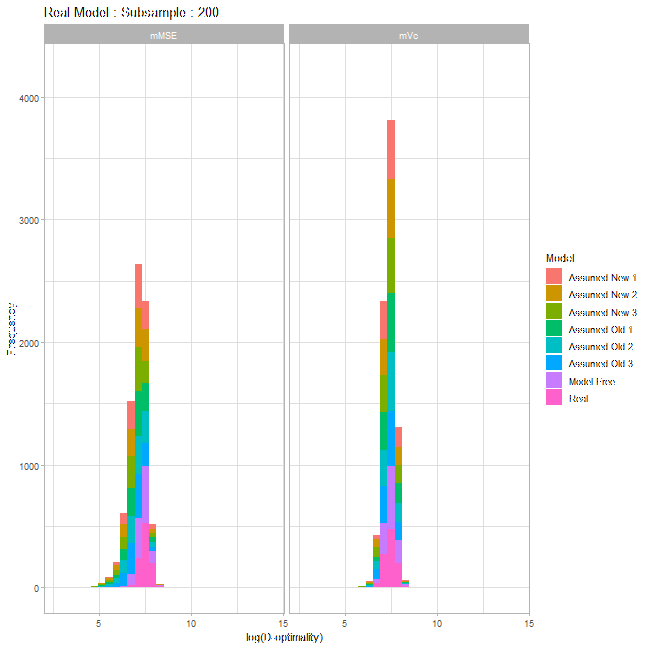 Real Model : Subsample : 200
mMSE
mVc
4000
3000
2000
1000
0
Frequency
5
10
15
5
10
15
log(D-optimality)
Model
Assumed New 1
Assumed New 2
Assumed New 3
Assumed Old 1
Assumed Old 2
Assumed Old 3
Model Free
Real